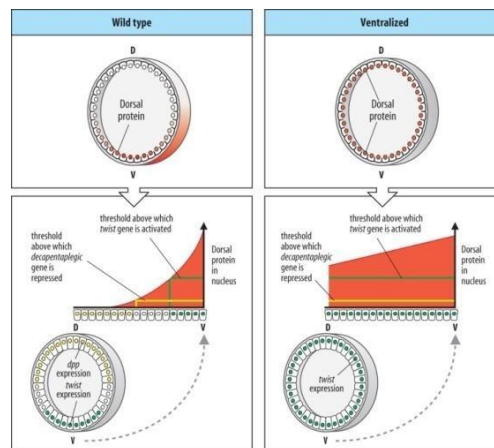 Wild type
D
Dorsal
protein
V
threshold above which
twist gene is activated
threshold
above which
decapentaplegic
gene is
repressed
Dorsal
protein in
nucleus
D
V
dpp
expression
twist
expression
V
Ventralized
D
Dorsal
protein
V
threshold
above which
decapentaplegic
gene is
repressed
threshold above which
twist gene is activated
Dorsal
protein
in
nucleus
D
V
twist
expression
V